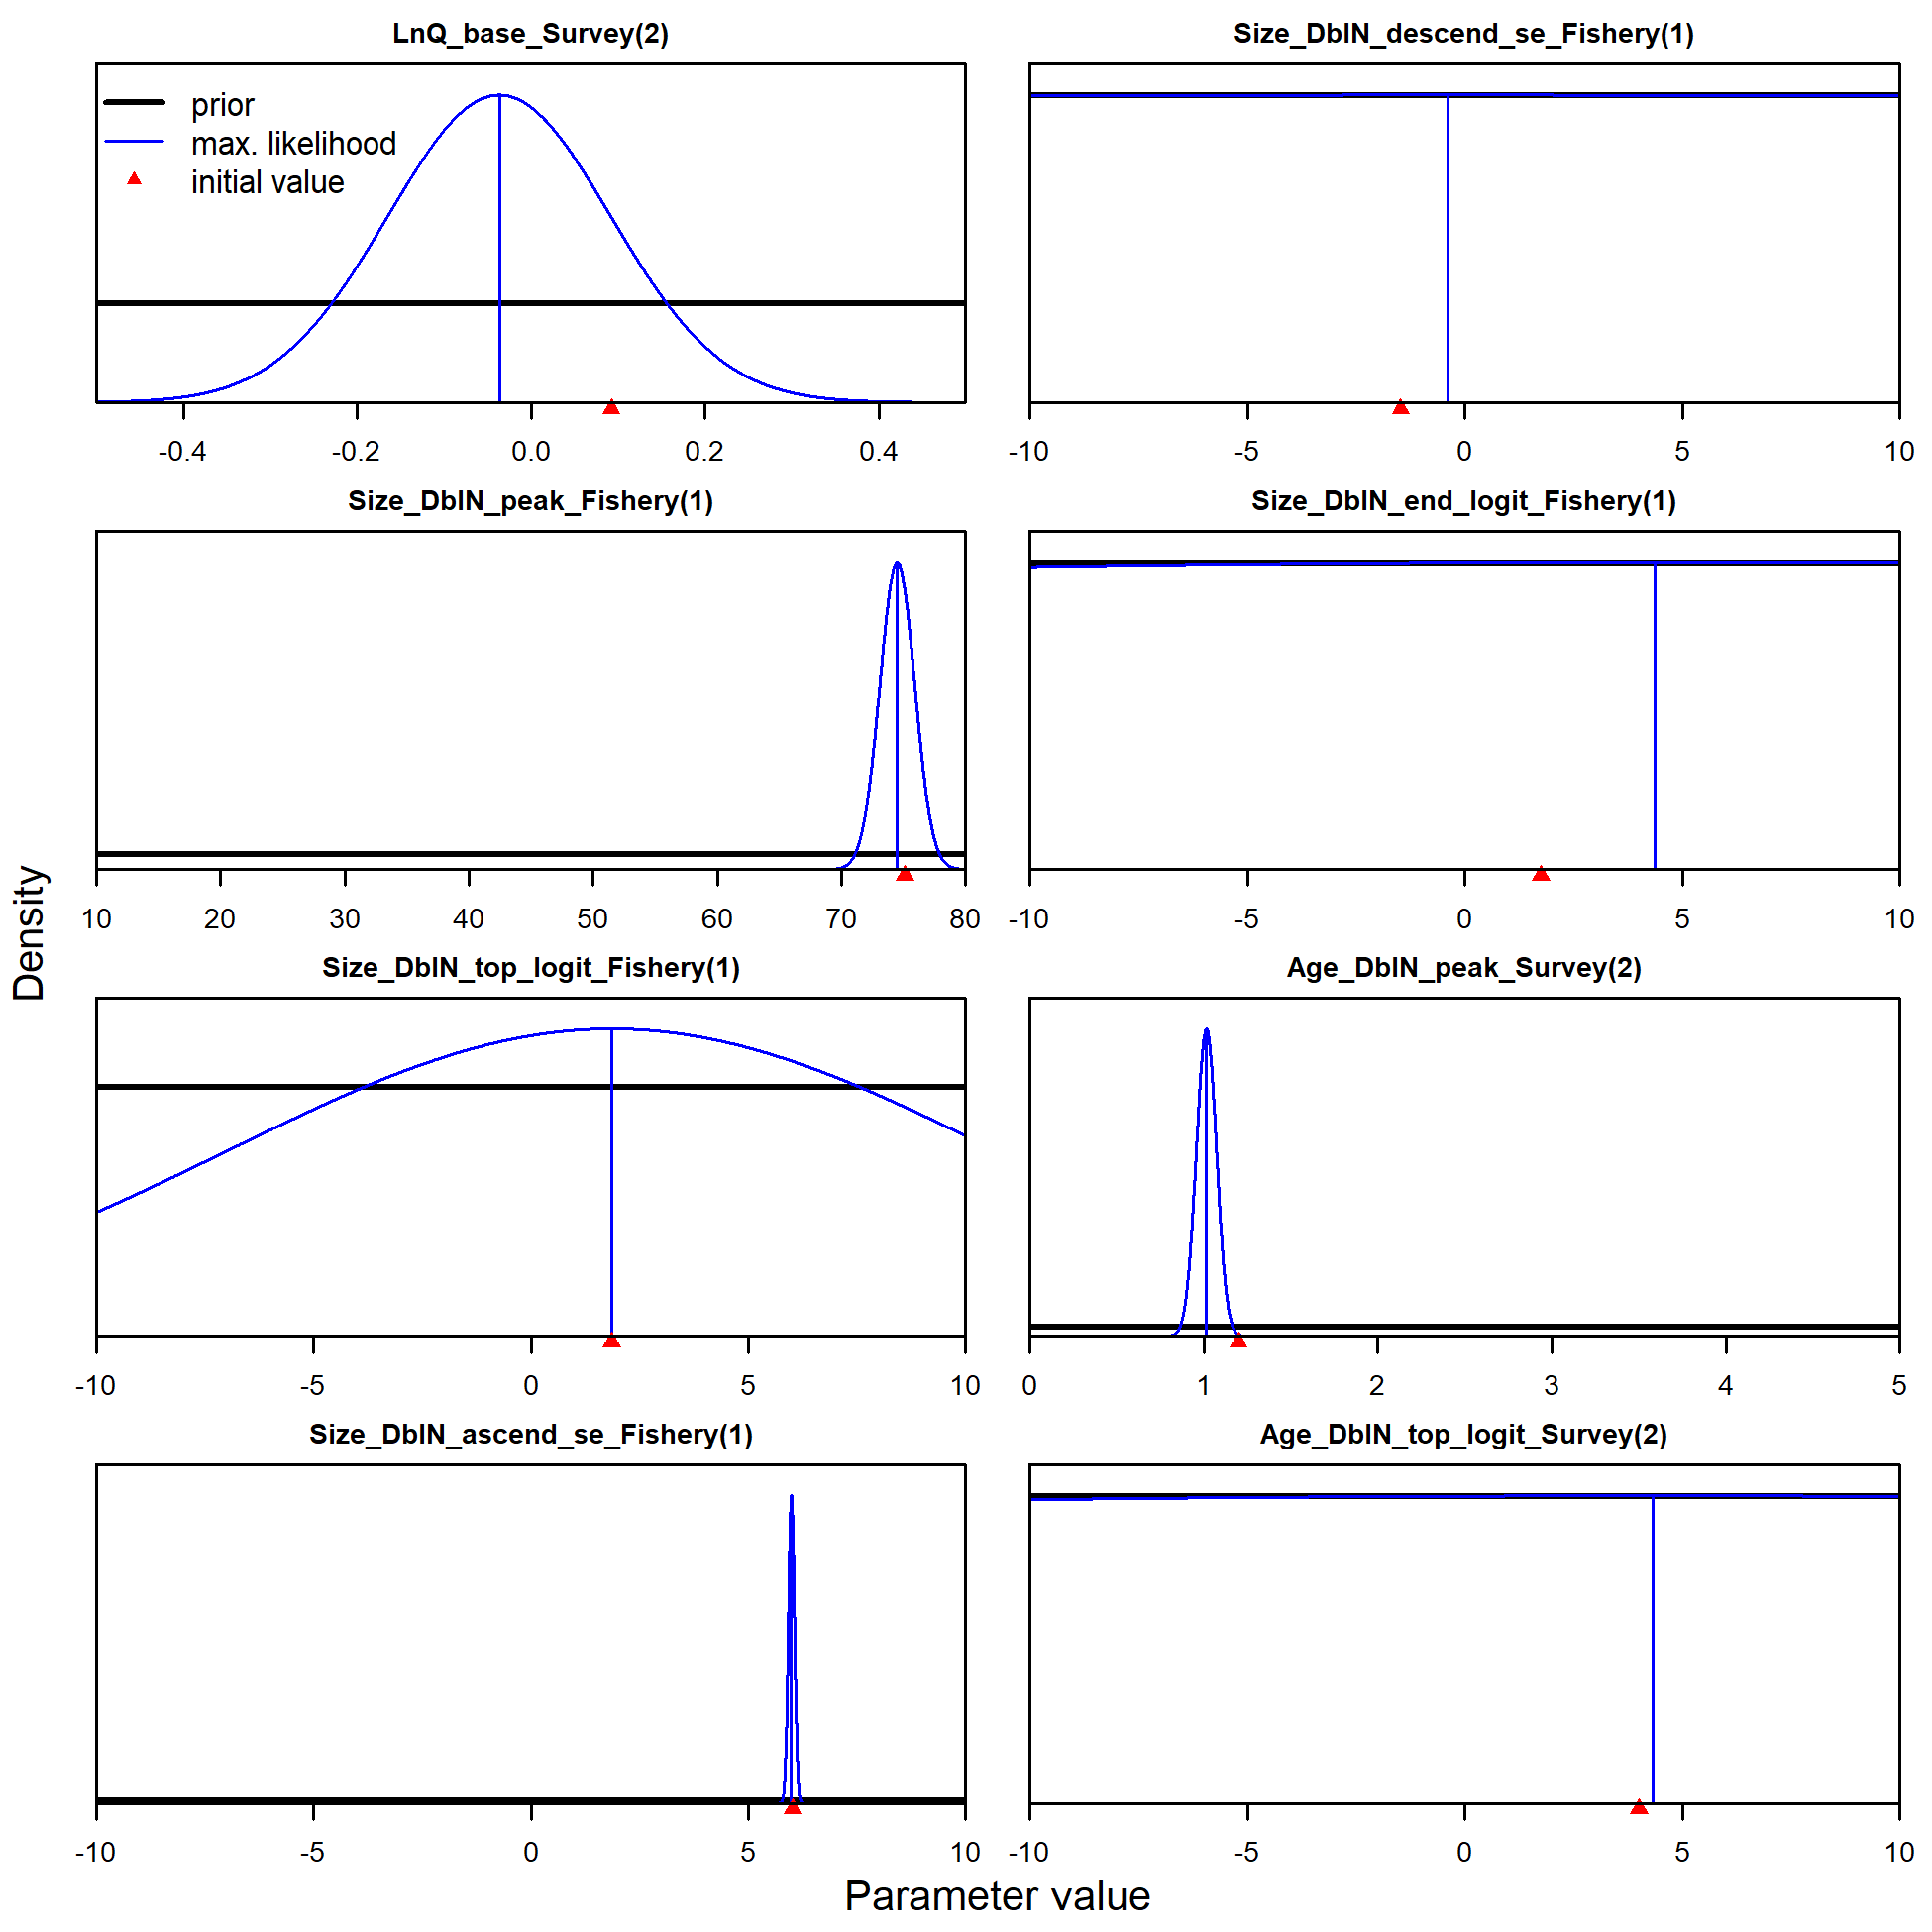 LnQ_base_Survey(2)
prior
max. likelihood
initial value
-0.4 -0.2 0.0 0.2 0.4
Size_DblN_descend_se_Fishery(1)
-10 -5 0 5 10
Size_DblN_peak_Fishery(1)
10 20 30 40 50 60 70 80
Size_DblN_end_logit_Fishery(1)
-10 -5 0 5 10
Size_DblN_top_logit_Fishery(1)
-10 -5 0 5 10
Age_DblN_peak_Survey(2)
0 1 2 3 4 5
Size_DblN_ascend_se_Fishery(1)
-10 -5 0 5 10
Age_DblN_top_logit_Survey(2)
-10 -5 0 5 10
Density
Parameter value